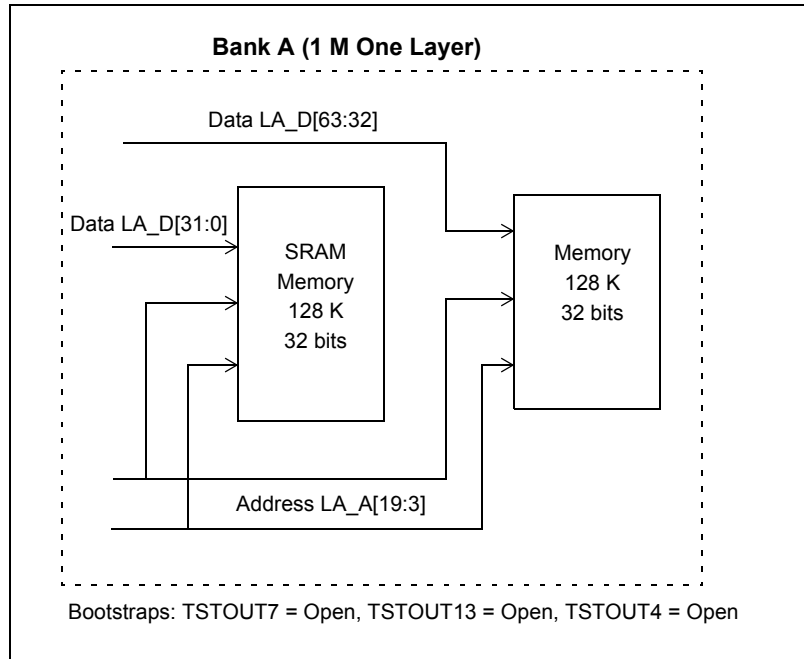 Bank A (1 M One Layer)
Data LA_D[63:32]
Data LA_D[31:0]
SRAM
Memory
128 K
32 bits
Memory
128 K
32 bits
Address LA_A[19:3]
Bootstraps: TSTOUT7 = Open, TSTOUT13 = Open, TSTOUT4 = Open